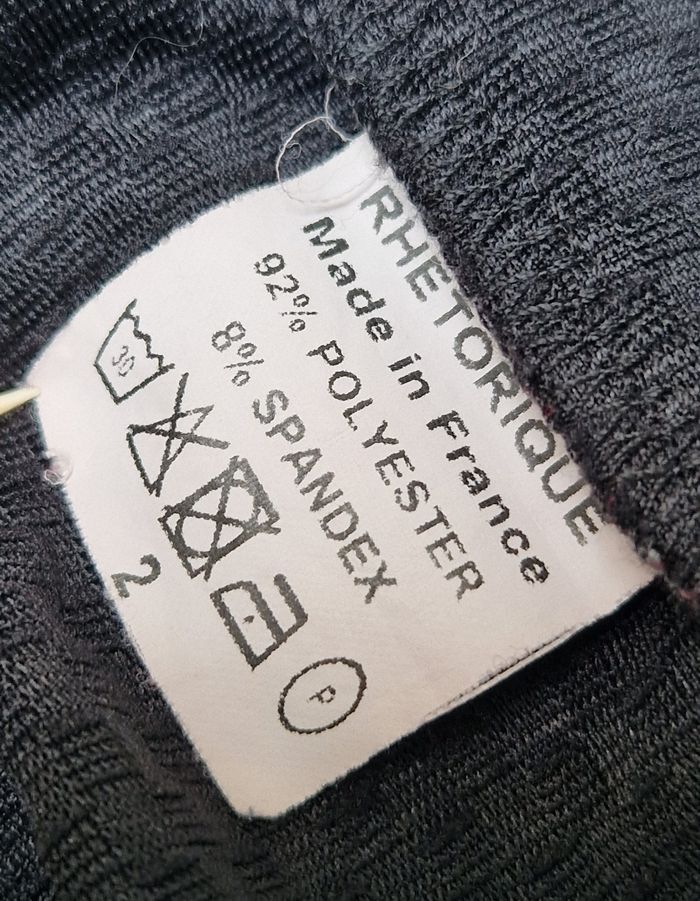 RHETORIQUE
Made in France
92% POLYESTER
8% SPANDEX
30
P
2